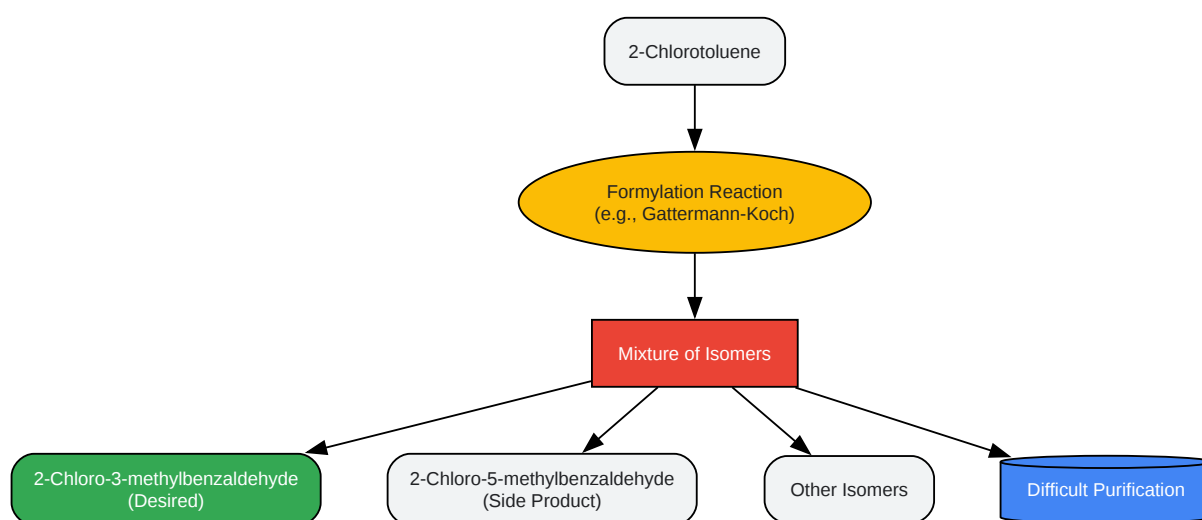 2-Chlorotoluene
Formylation Reaction
(e.g., Gattermann-Koch)
Mixture of Isomers
2-Chloro-3-methylbenzaldehyde
(Desired)
2-Chloro-5-methylbenzaldehyde
(Side Product)
Other Isomers
Difficult Purification